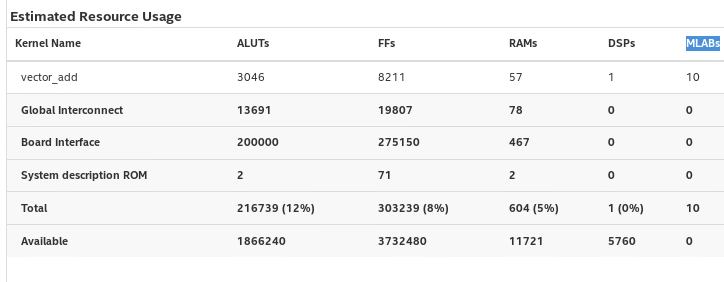 Estimated Resource Usage
Kernel Name ALUTs FFs RAMs DSPs MLABs
vector_add 3046 8211 57 1 10
Global Interconnect 13691 19807 78 0 0
Board Interface 200000 275150 467 0 0
System description ROM 2 71 2 0 0
Total 216739 (12%) 303239 (8%) 604 (5%) 1 (0%) 10
Available 1866240 3732480 11721 5760 0